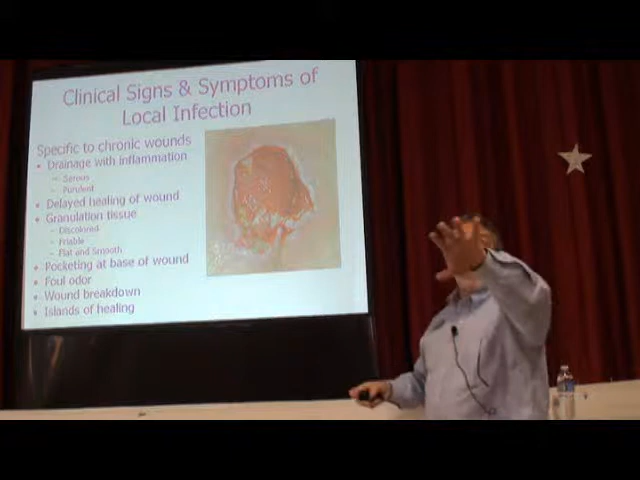 Clinical Signs & Symptoms of
Local Infection
Specific to chronic wounds
• Drainage with inflammation
– Serous
– Purulent
• Delayed healing of wound
• Granulation tissue
– Discolored
– Friable
– Flat and Smooth
• Pocketing at base of wound
• Foul odor
• Wound breakdown
• Islands of healing